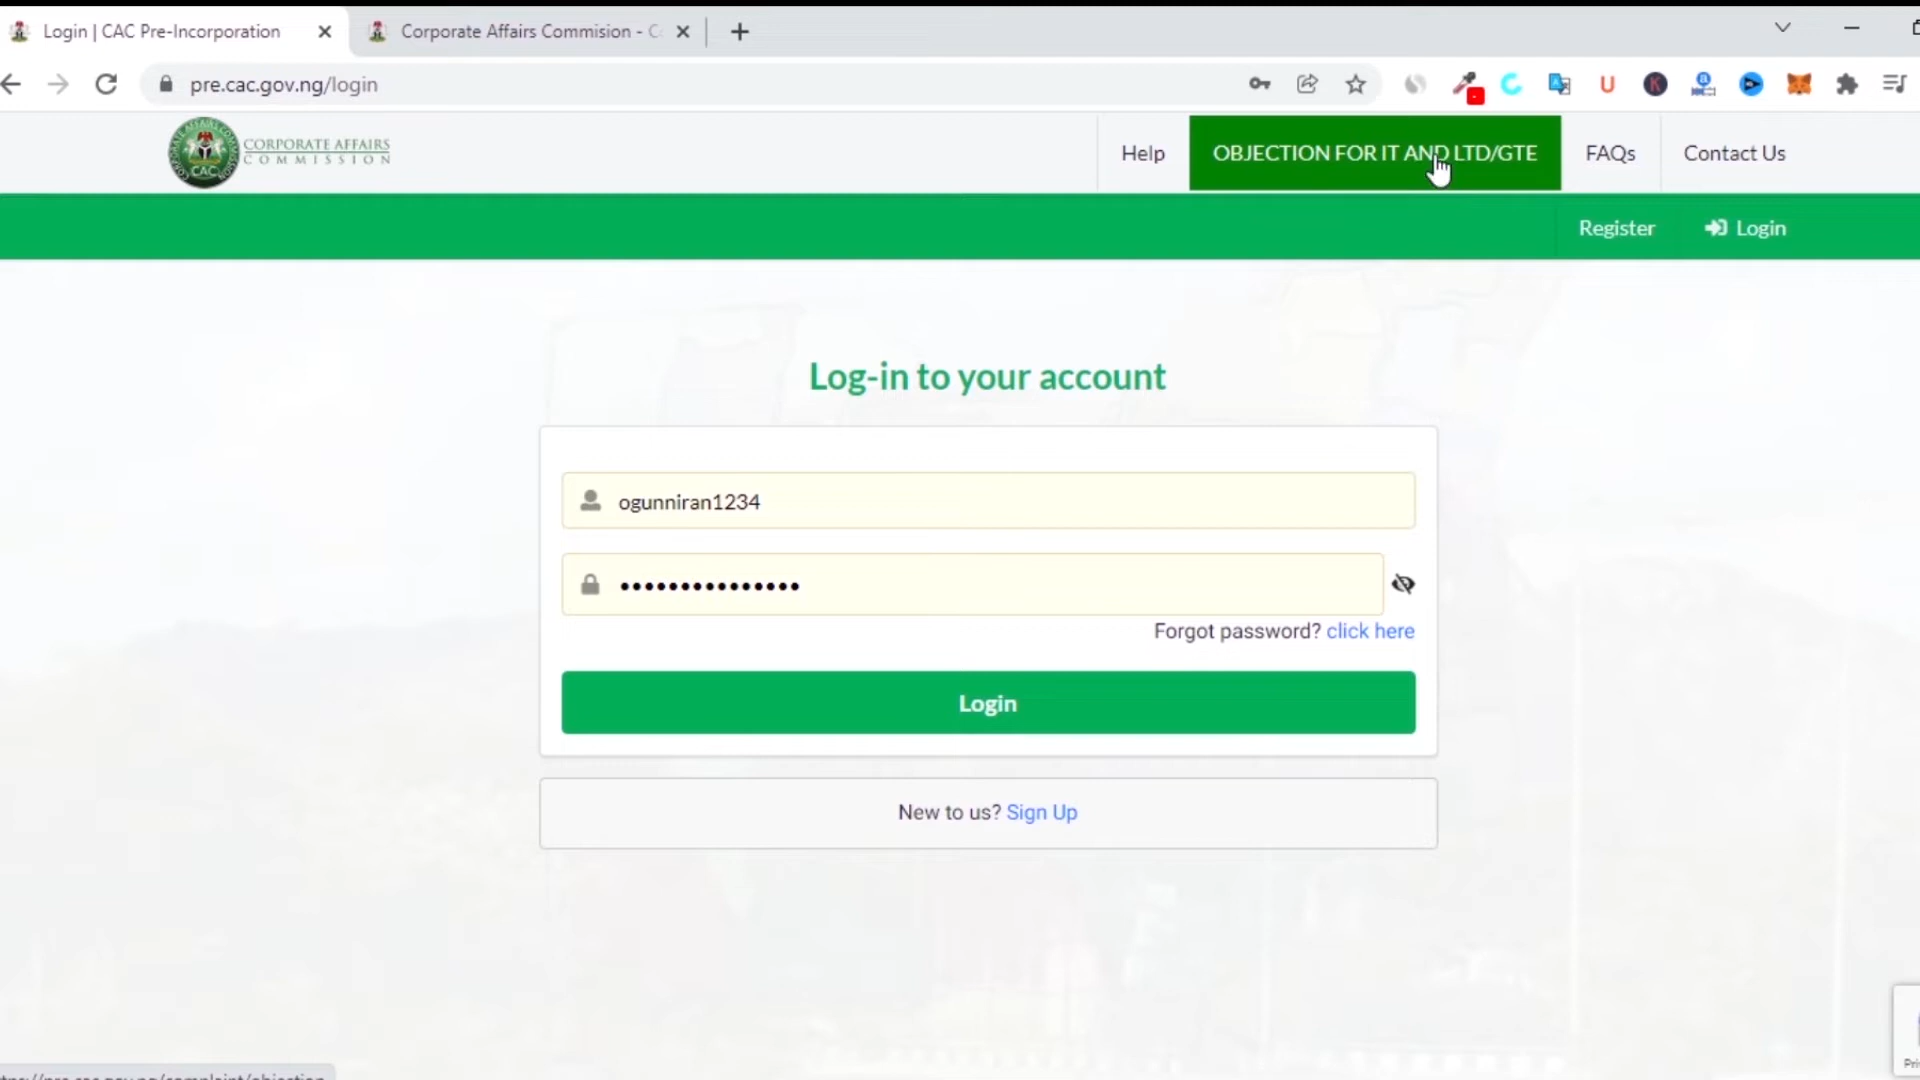 Login | CAC Pre-Incorporation
Corporate Affairs Commision - C
pre.cac.gov.ng/login
CORPORATE AFFAIRS
COMMISSION
CAC
Help
OBJECTION FOR IT AND LTD/GTE
FAQs
Contact Us
Register
Login
Log-in to your account
ogunniran1234
•••••••••••••••
Forgot password? click here
Login
New to us? Sign Up